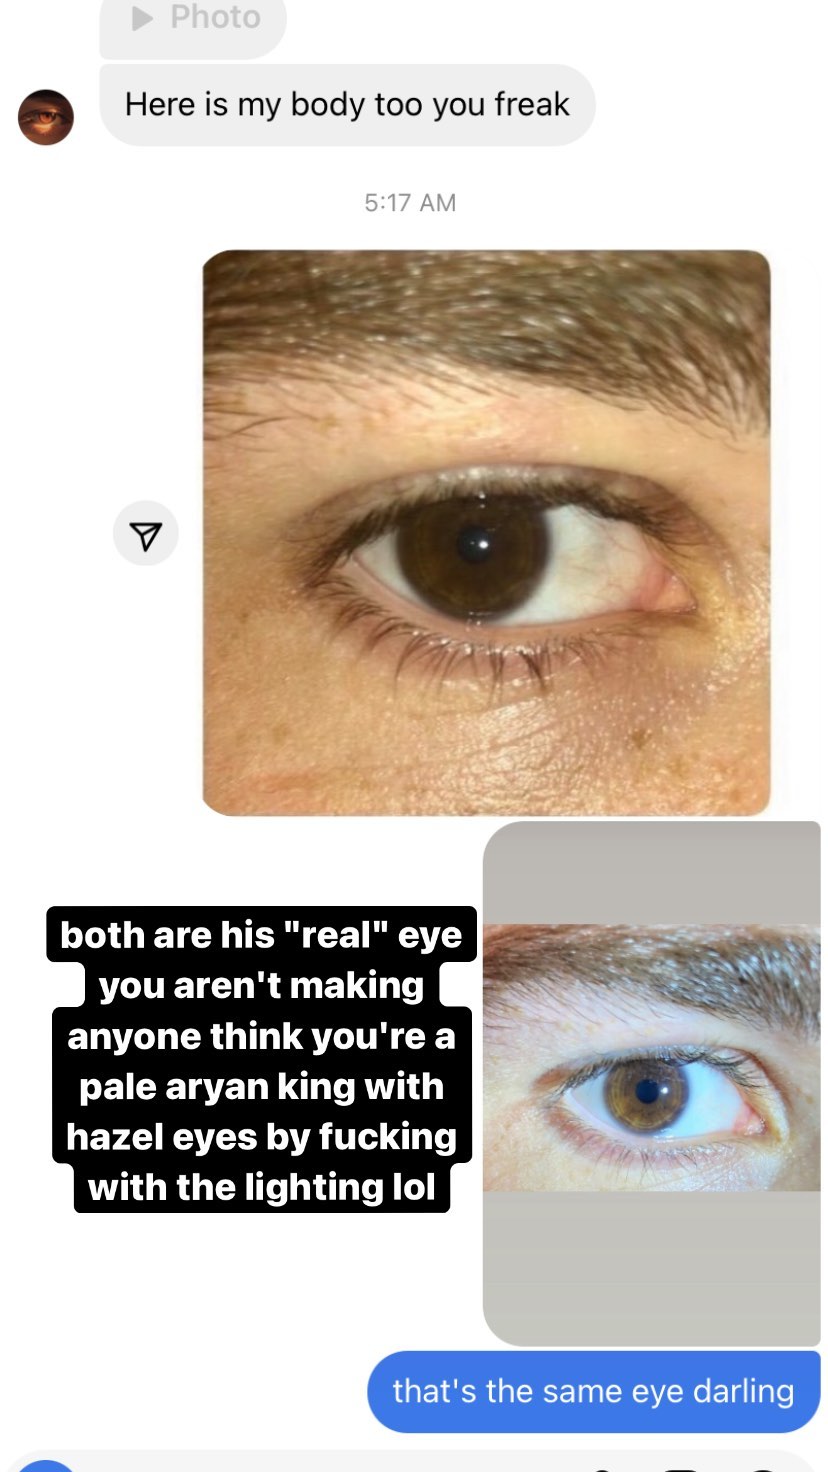 Photo
Here is my body too you freak
5:17 AM
both are his "real" eye
you aren't making
anyone think you're a
pale aryan king with
hazel eyes by fucking
with the lighting lol
that's the same eye darling